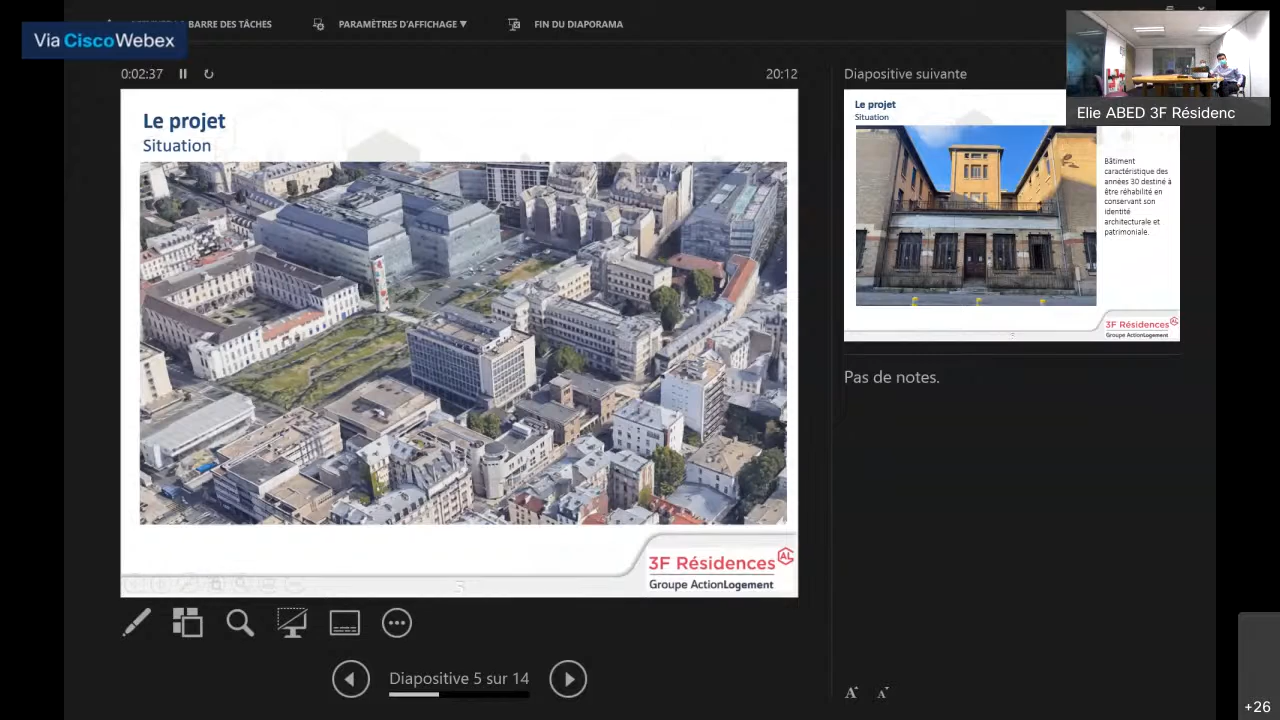 BARRE DES TÂCHES
PARAMÈTRES D'AFFICHAGE ▼
FIN DU DIAPORAMA
Via CiscoWebex
0:02:37
20:12
Le projet
Situation
3F Résidences
AL
Groupe ActionLogement
Diapositive 5 sur 14
Diapositive suivante
Le projet
Situation
Bâtiment
caractéristique des
années 30 destiné à
être réhabilité en
conservant son
identité
architecturale et
patrimoniale.
3F Résidences
AL
Groupe ActionLogement
Pas de notes.
A
A
Elie ABED 3F Résidenc
+26